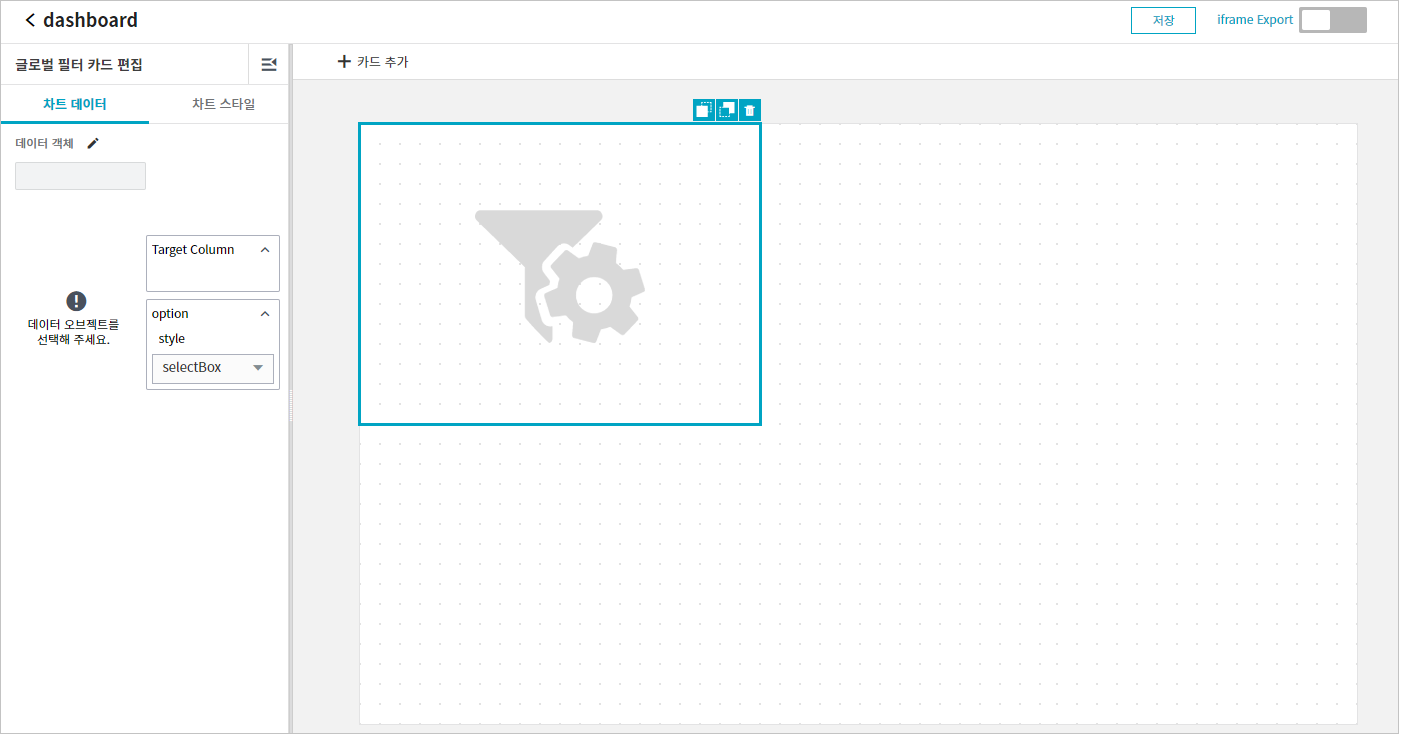 dashboard
저장
iframe Export
글로벌 필터 카드 편집
카드 추가
차트 데이터
차트 스타일
데이터 객체
Target Column
데이터 오브젝트를
선택해 주세요.
option
style
selectBox